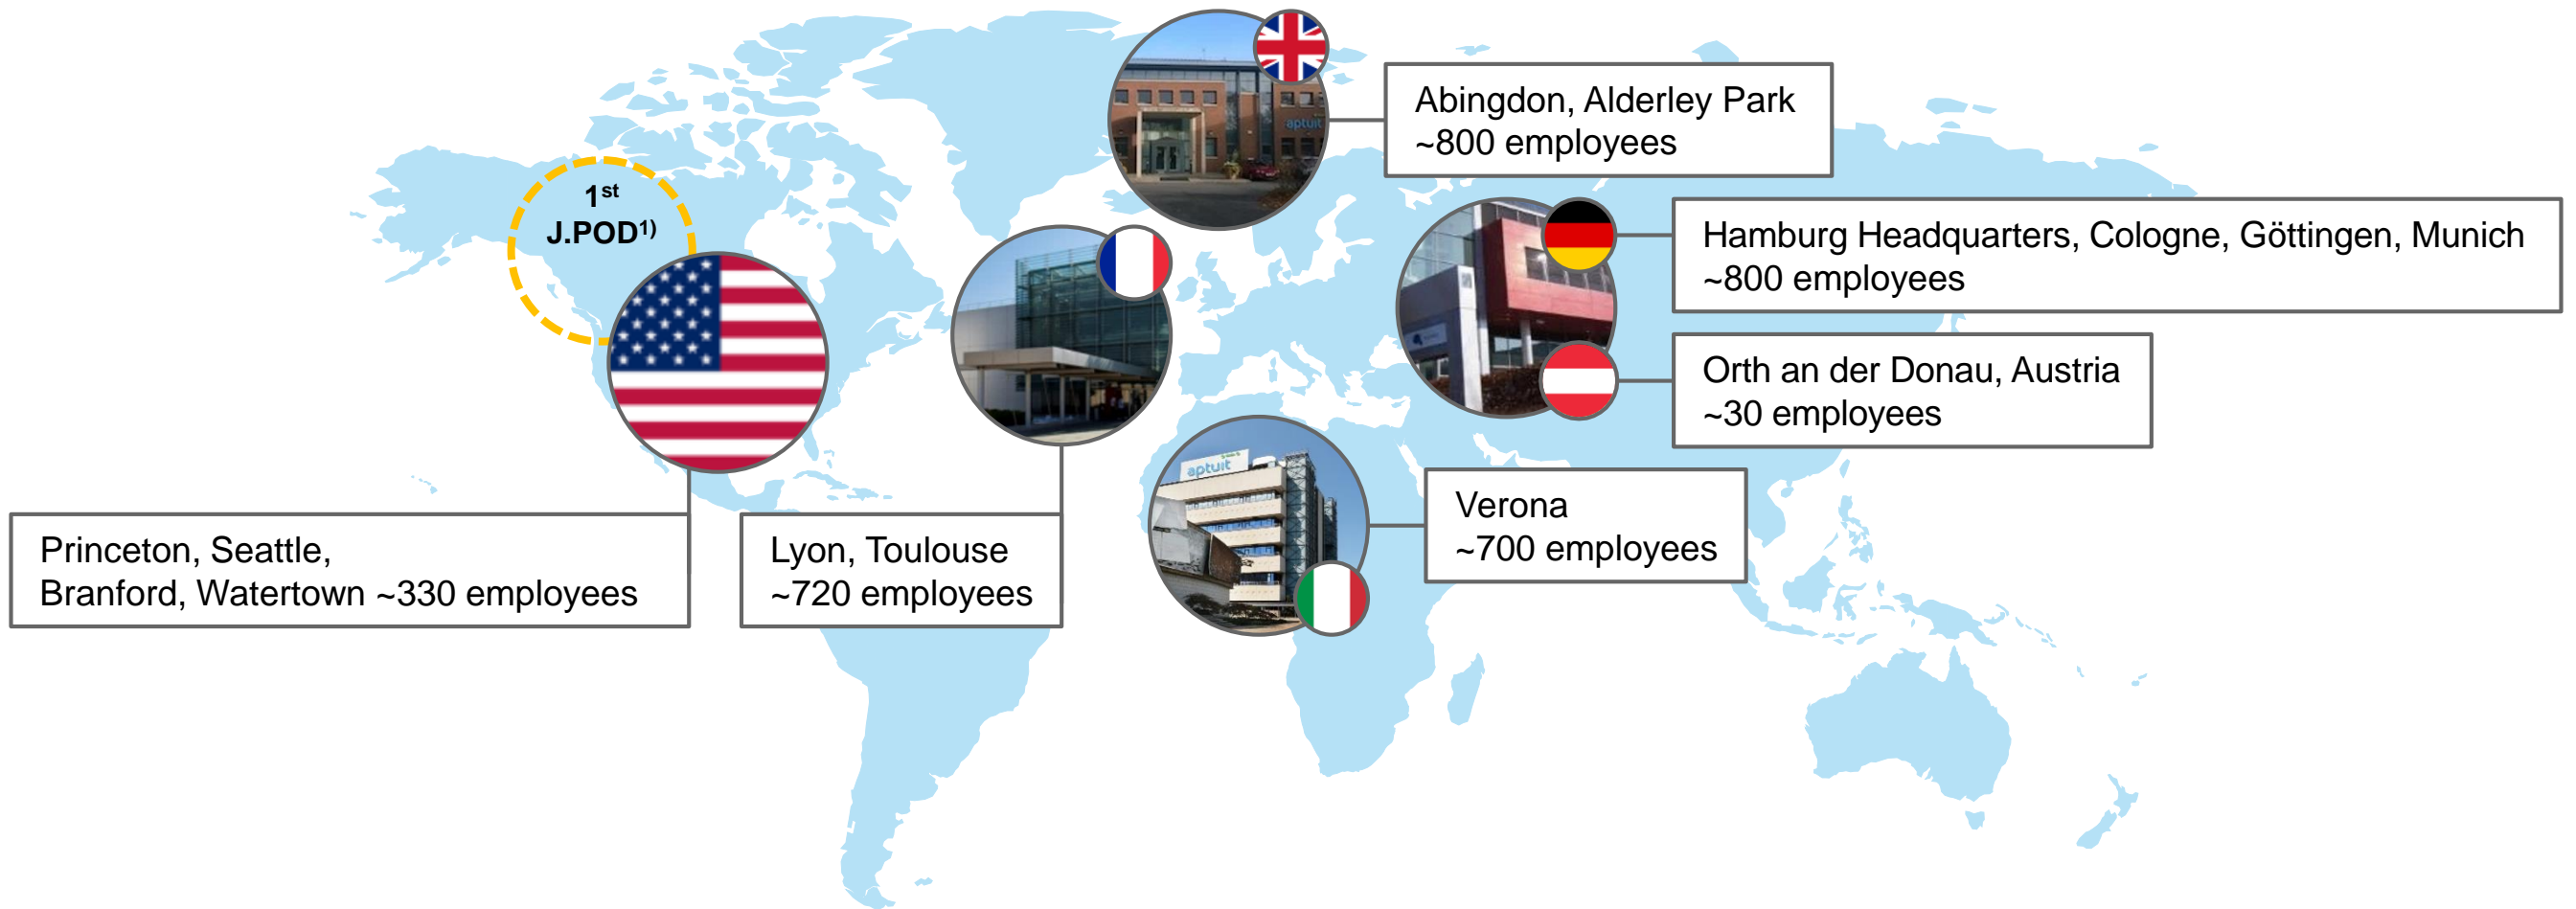 aptuit
Abingdon, Alderley Park
~800 employees
1st
J.POD1)
Hamburg Headquarters, Cologne, Göttingen, Munich
~800 employees
Orth an der Donau, Austria
~30 employees
aptuit
Verona
~700 employees
Princeton, Seattle,
Branford, Watertown ~330 employees
Lyon, Toulouse
~720 employees